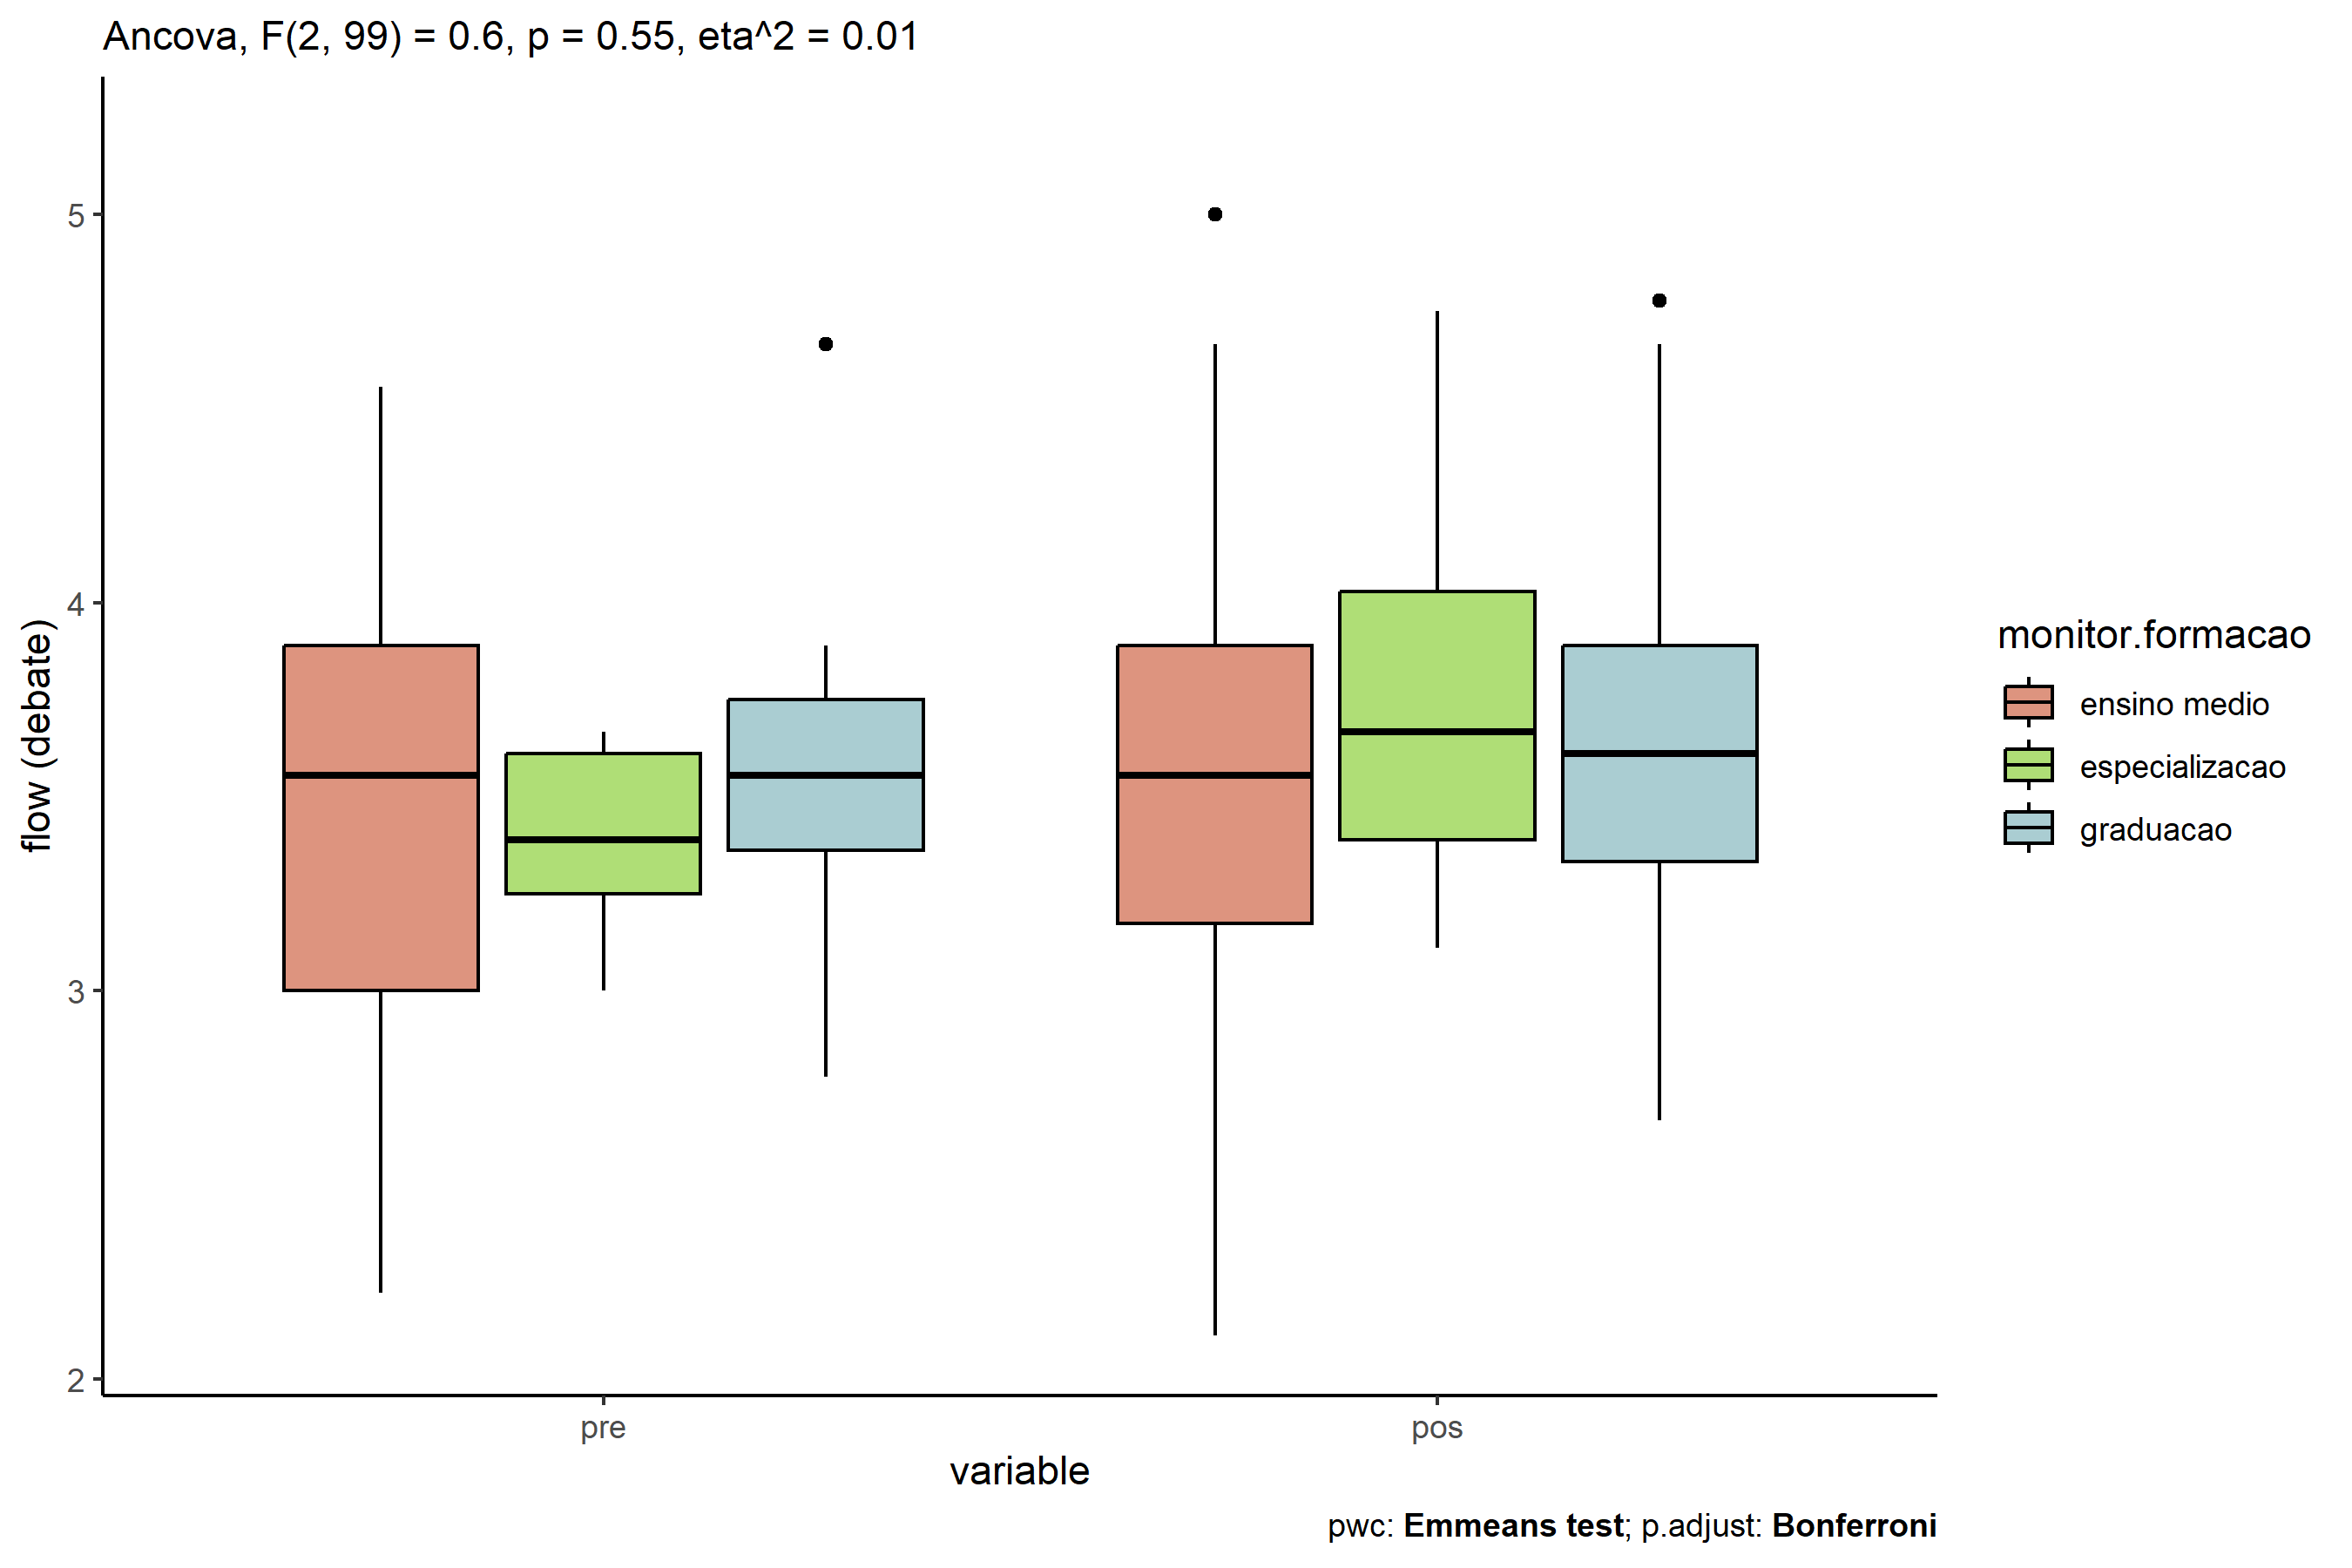 Ancova, F(2, 99) = 0.6, p = 0.55, eta^2 = 0.01
flow (debate)
5
4
3
2
pre
pos
variable
monitor.formacao
ensino medio
especializacao
graduacao
pwc: Emmeans test; p.adjust: Bonferroni